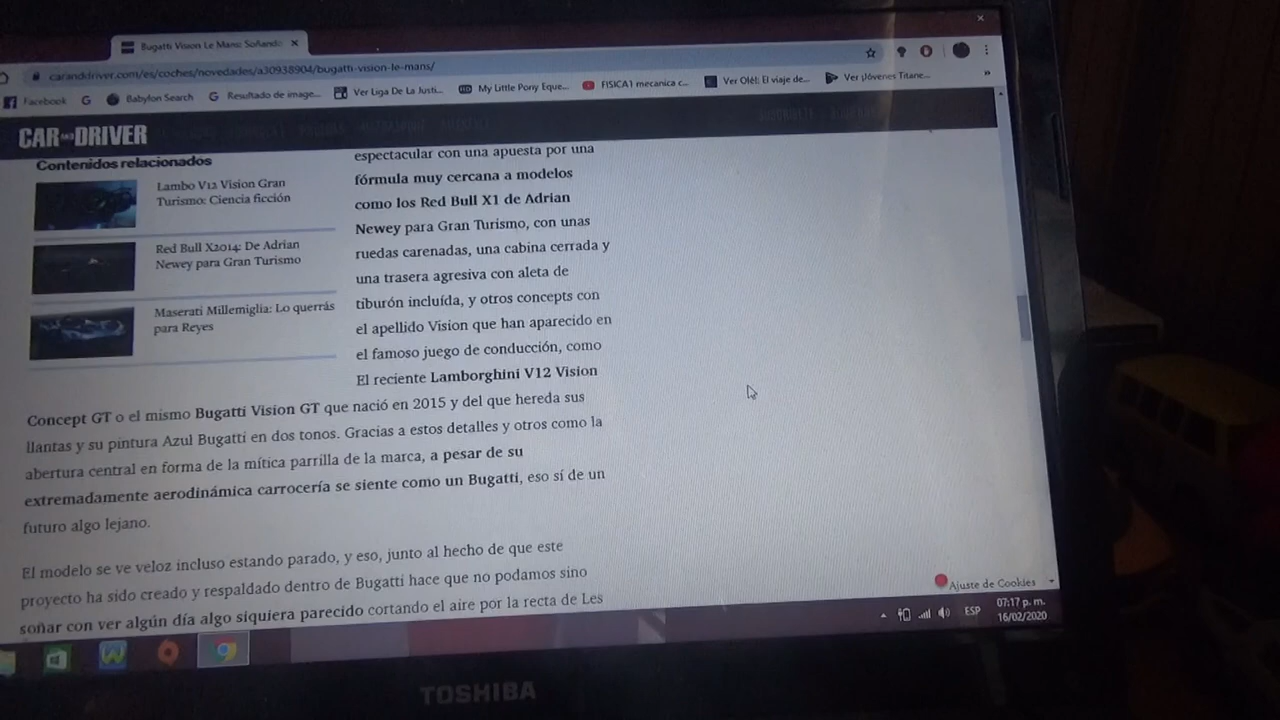 Bugatti Vision Le Mans: Soñando
caranddriver.com/es/coches/novedades/a30938904/bugatti-vision-le-mans/
Facebook
Babylon Search
Resultado de image...
Ver Liga De La Justi...
My Little Pony Eque...
FISICA1 mecanica c...
Ver Olé!: El viaje de...
Ver ¡Jóvenes Titane...
CAR AND DRIVER
Contenidos relacionados
Lambo V12 Vision Gran
Turismo: Ciencia ficción
Red Bull X2014: De Adrian
Newey para Gran Turismo
Maserati Millemiglia: Lo querrás
para Reyes
espectacular con una apuesta por una
fórmula muy cercana a modelos
como los Red Bull X1 de Adrian
Newey para Gran Turismo, con unas
ruedas carenadas, una cabina cerrada y
una trasera agresiva con aleta de
tiburón incluída, y otros concepts con
el apellido Vision que han aparecido en
el famoso juego de conducción, como
El reciente Lamborghini V12 Vision
Concept GT o el mismo Bugatti Vision GT que nació en 2015 y del que hereda sus
llantas y su pintura Azul Bugatti en dos tonos. Gracias a estos detalles y otros como la
abertura central en forma de la mítica parrilla de la marca, a pesar de su
extremadamente aerodinámica carrocería se siente como un Bugatti, eso sí de un
futuro algo lejano.
El modelo se ve veloz incluso estando parado, y eso, junto al hecho de que este
proyecto ha sido creado y respaldado dentro de Bugatti hace que no podamos sino
soñar con ver algún día algo siquiera parecido cortando el aire por la recta de Les
Ajuste de Cookies
ESP
07:17 p. m.
16/02/2020
TOSHIBA